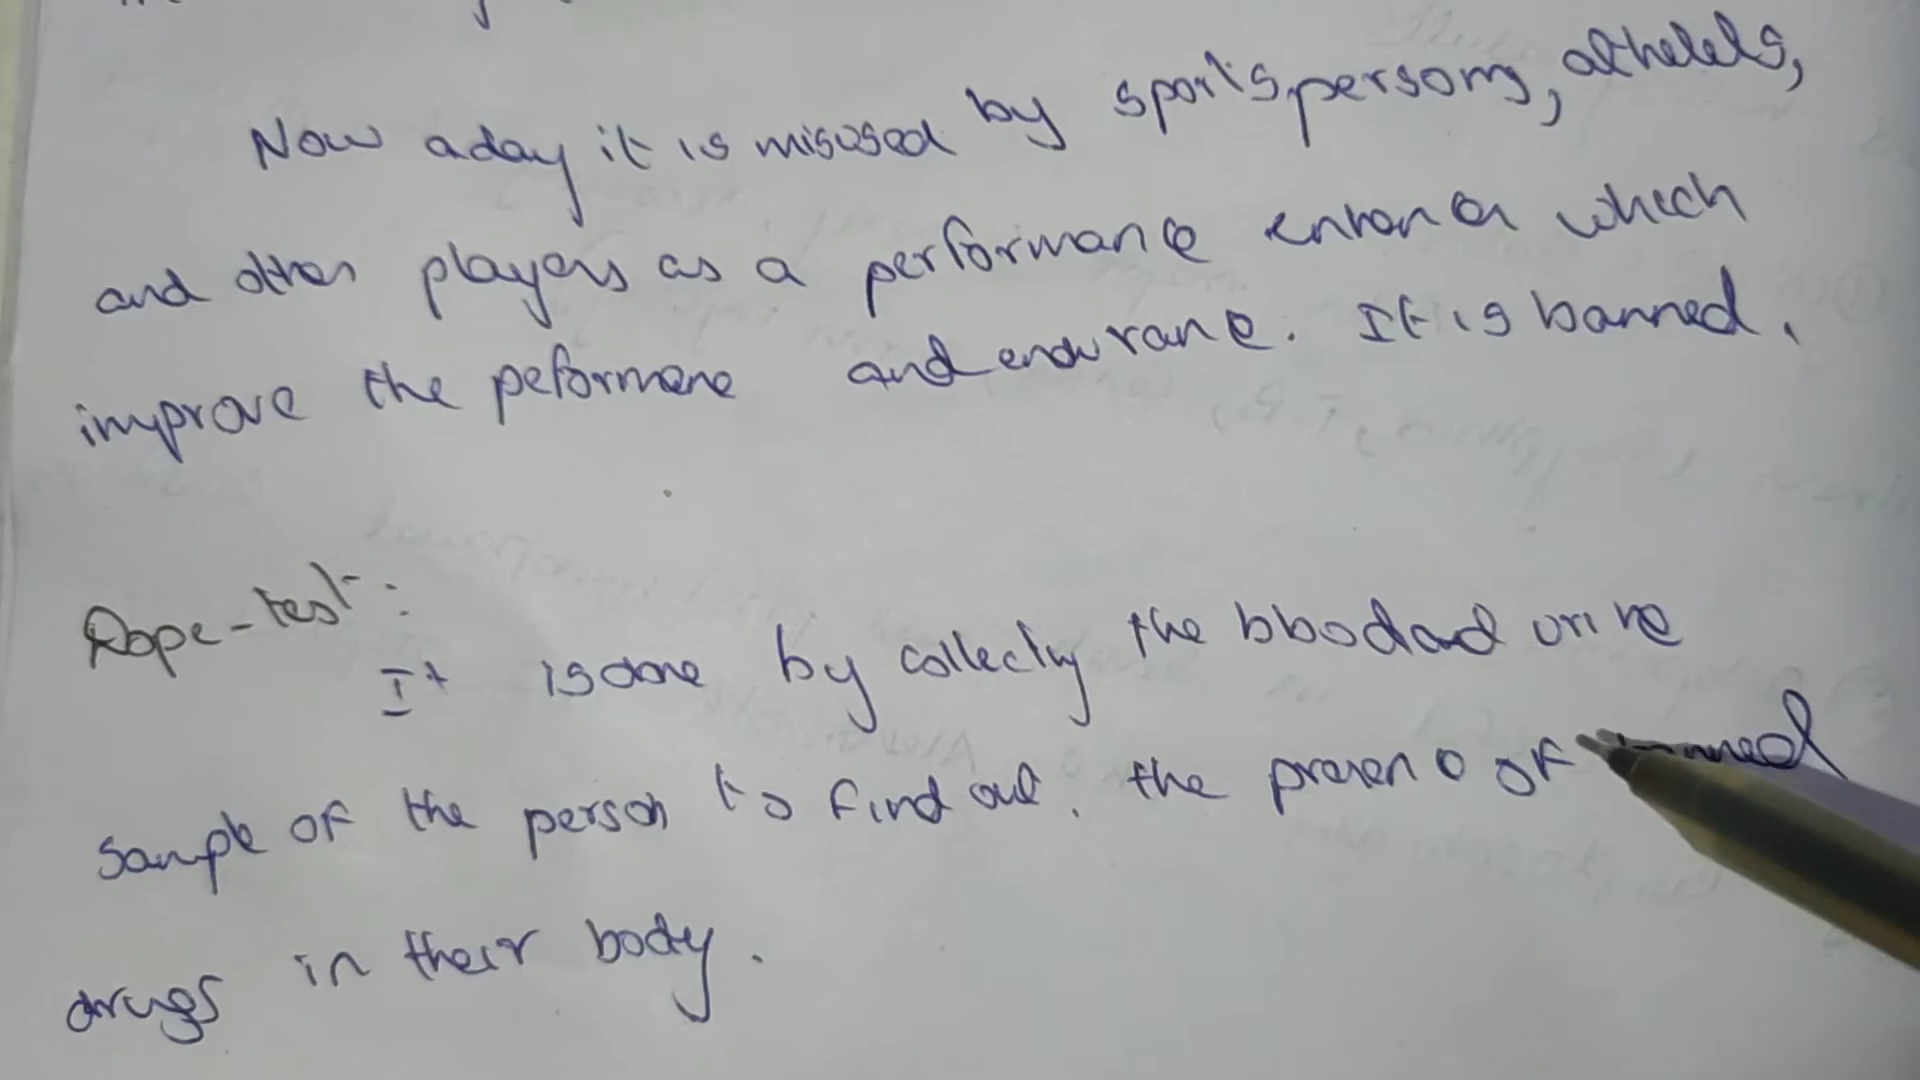 Now a day it is misused by sports persons, athelets,
and other players as a performance enhancer which
improve the peformance and endurance. It is banned.
Dope-test :
It is done by collectly the blood and urine
sample of the person to find out. the presence of
drugs in their body.